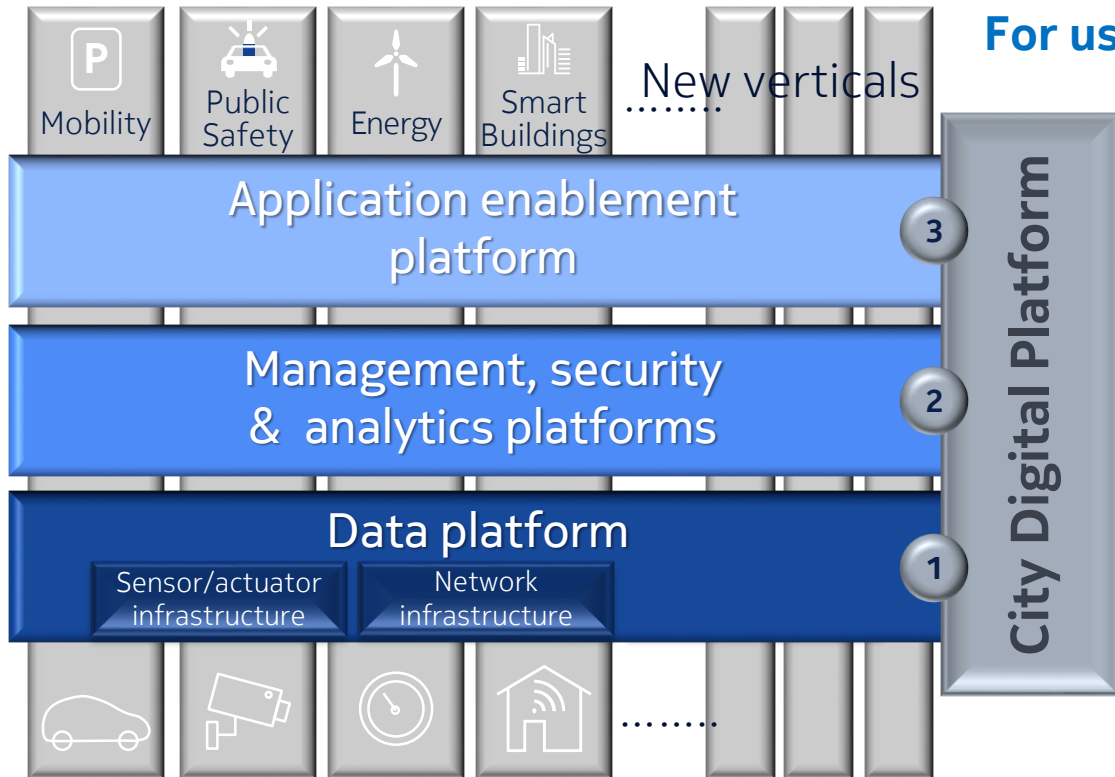 For us
P
Mobility
Public
Safety
Energy
Smart
Buildings
........
New verticals
Application enablement
platform
3
Management, security
& analytics platforms
2
Data platform
1
Sensor/actuator
infrastructure
Network
infrastructure
City Digital Platform
........